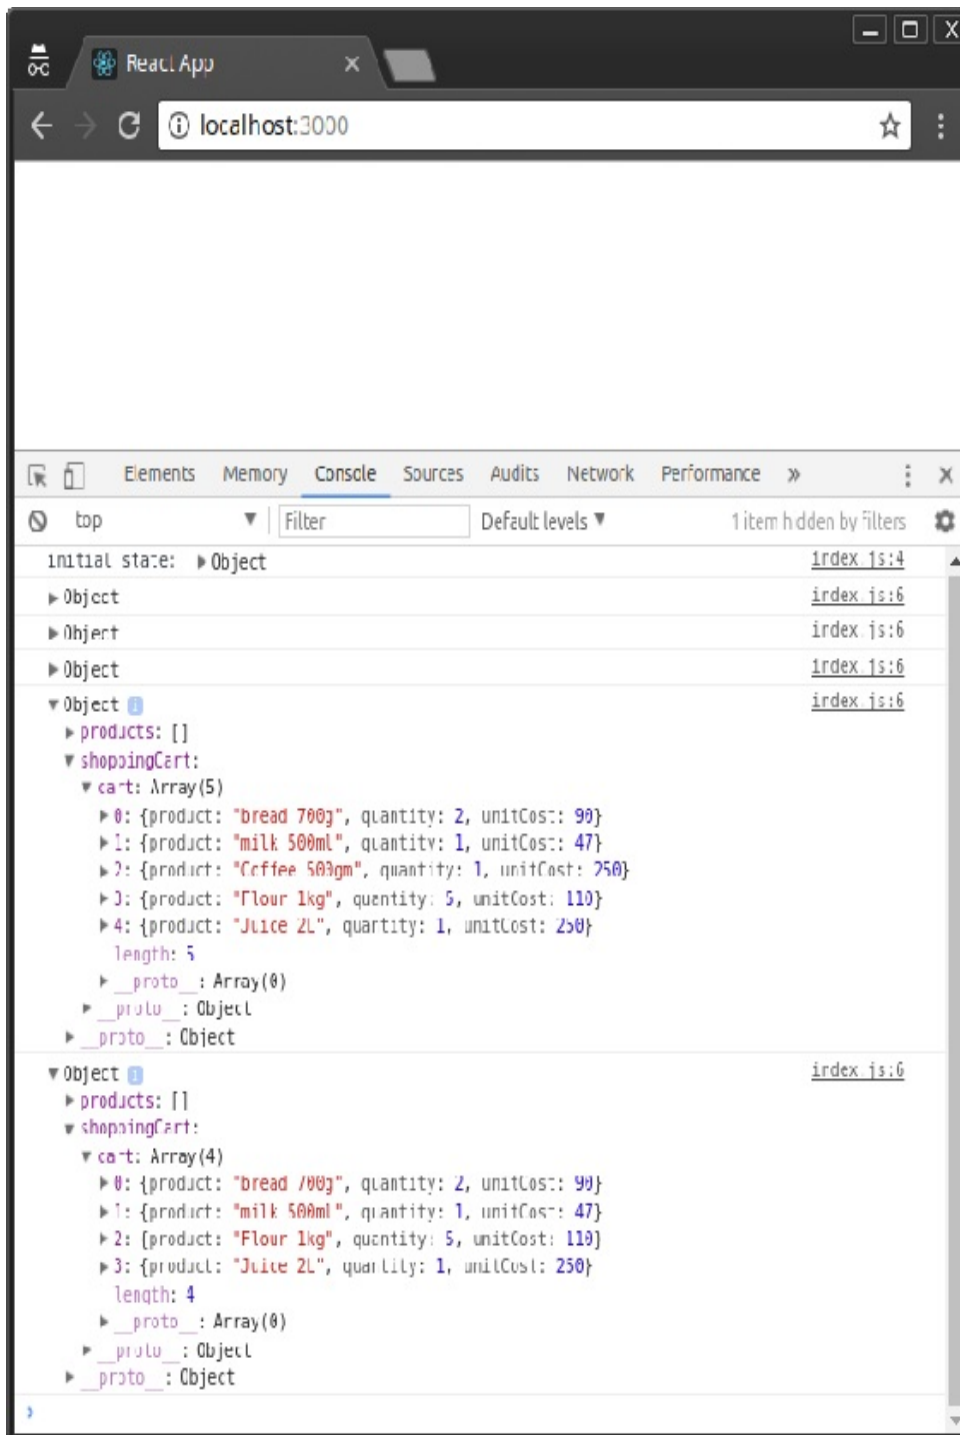 React App
localhost:3000
Elements Memory Console Sources Audits Network Performance »
top Filter Default levels 1 item hidden by filters
initial state: Object index.js:4
Object index.js:6
Object index.js:6
Object index.js:6
Object index.js:6
products: []
shoppingCart:
cart: Array(5)
0: {product: "bread 700g", quantity: 2, unitCost: 90}
1: {product: "milk 500ml", quantity: 1, unitCost: 47}
2: {product: "Coffee 500gm", quantity: 1, unitCost: 250}
3: {product: "Flour 1kg", quantity: 5, unitCost: 110}
4: {product: "Juice 2L", quantity: 1, unitCost: 250}
length: 5
__proto__: Array(0)
__proto__: Object
__proto__: Object
Object index.js:6
products: []
shoppingCart:
cart: Array(4)
0: {product: "bread 700g", quantity: 2, unitCost: 90}
1: {product: "milk 500ml", quantity: 1, unitCost: 47}
2: {product: "Flour 1kg", quantity: 5, unitCost: 110}
3: {product: "Juice 2L", quantity: 1, unitCost: 250}
length: 4
__proto__: Array(0)
__proto__: Object
__proto__: Object